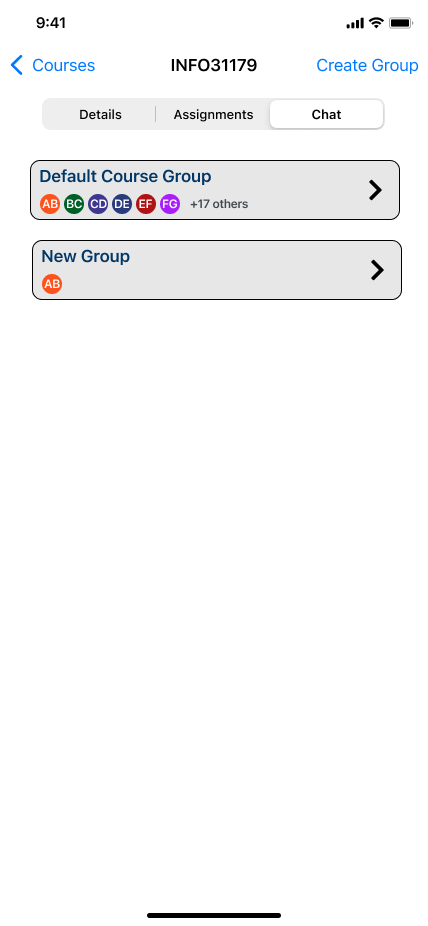 9:41
Courses INFO31179 Create Group
Details Assignments Chat
Default Course Group
AB BC CD DE EF FG +17 others
New Group
AB